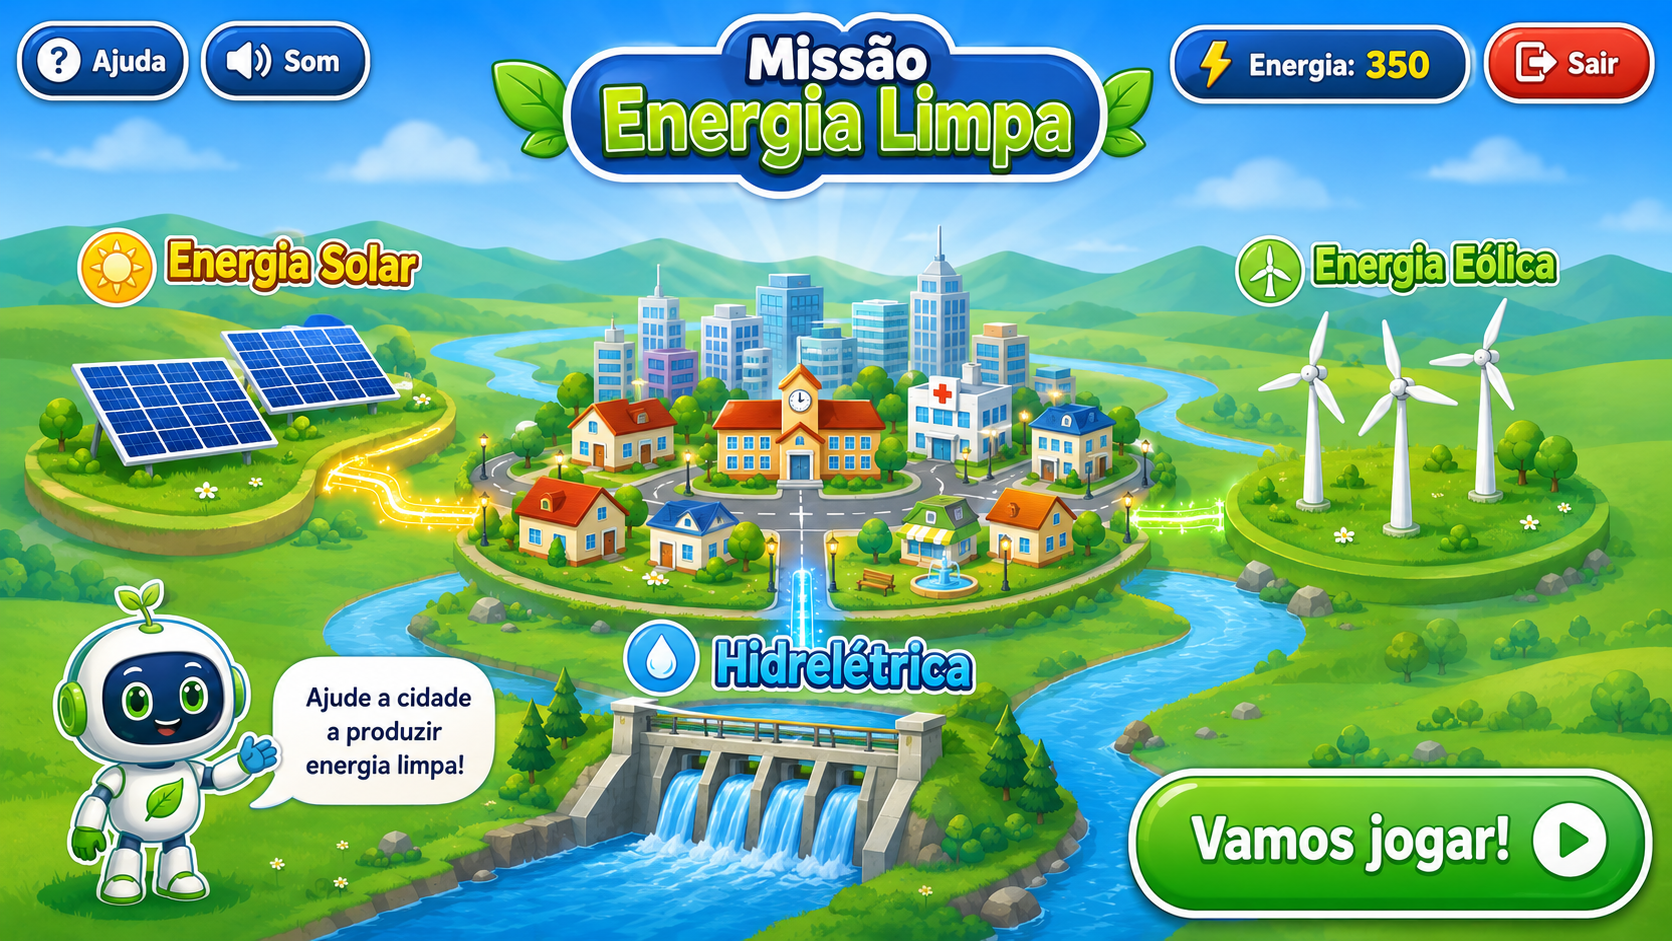 Ajuda
Som
Missão
Energia Limpa
Energia: 350
Sair
Energia Solar
Energia Eólica
Hidrelétrica
Ajude a cidade
a produzir
energia limpa!
Vamos jogar!